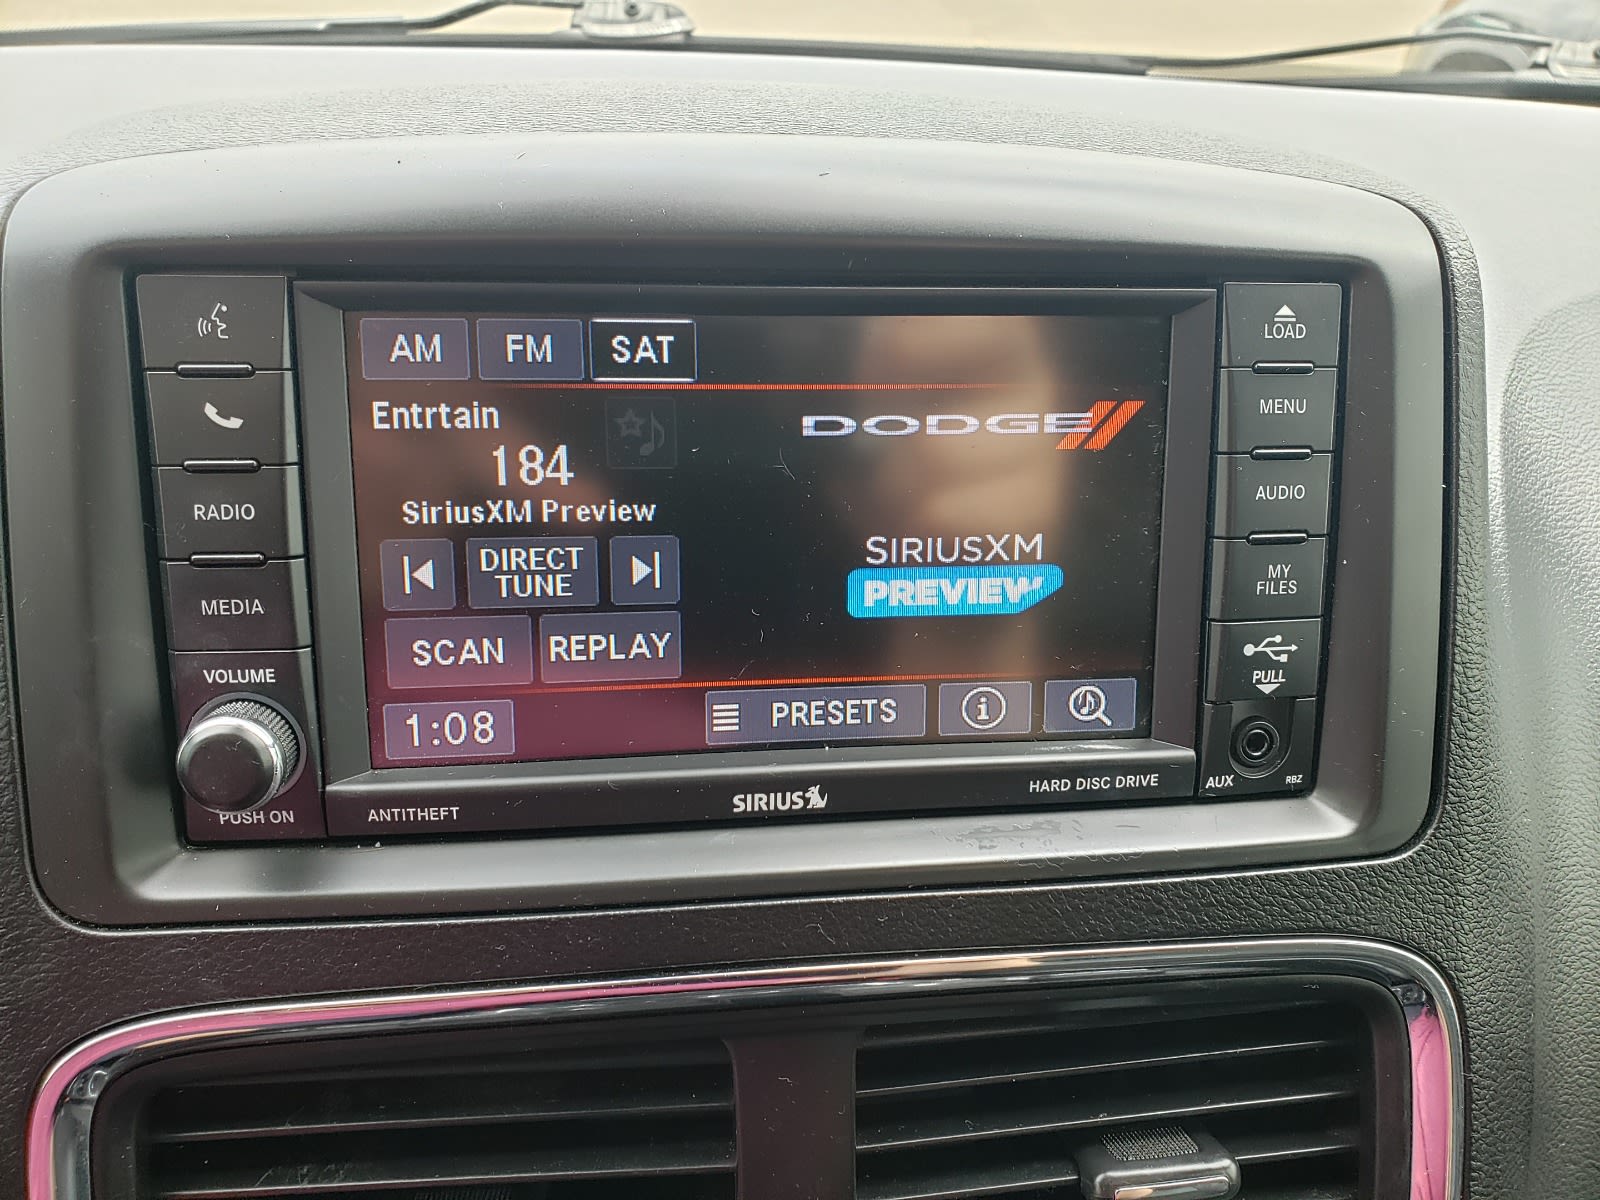 AM FM SAT
Entrtain
184
SiriusXM Preview
DIRECT
TUNE
SCAN REPLAY
1:08
DODGE
SIRIUSXM
PREVIEW
PRESETS
i
RADIO
MEDIA
VOLUME
PUSH ON
LOAD
MENU
AUDIO
MY
FILES
PULL
AUX
RBZ
ANTITHEFT
SIRIUS
HARD DISC DRIVE